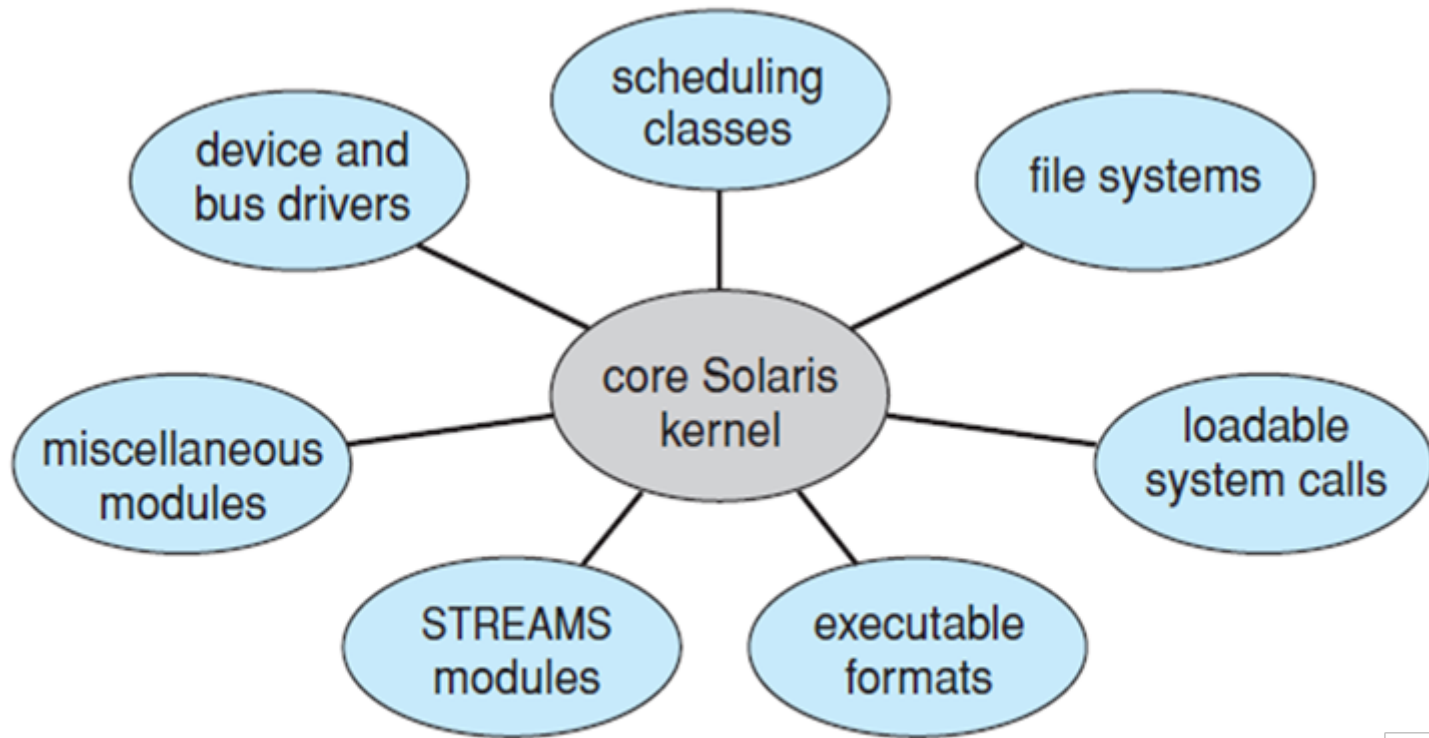 scheduling
classes
device and
bus drivers
file systems
core Solaris
kernel
loadable
system calls
miscellaneous
modules
STREAMS
modules
executable
formats